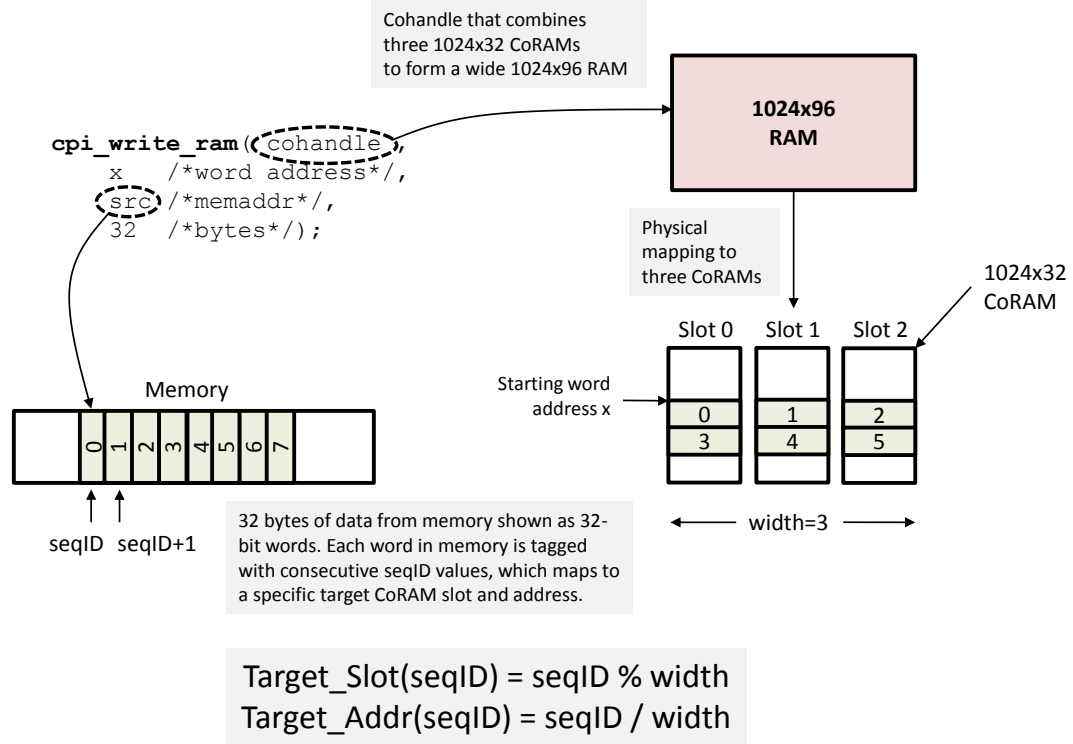 Cohandle that combines
three 1024x32 CoRAMs
to form a wide 1024x96 RAM
1024x96
RAM
cpi_write_ram(cohandle,
x /*word address*/,
src /*memaddr*/,
32 /*bytes*/);
Physical
mapping to
three CoRAMs
1024x32
CoRAM
Slot 0 Slot 1 Slot 2
Memory
Starting word
address x
0 1 2
3 4 5
0 1 2 3 4 5 6 7
width=3
seqID seqID+1
32 bytes of data from memory shown as 32-
bit words. Each word in memory is tagged
with consecutive seqID values, which maps to
a specific target CoRAM slot and address.
Target_Slot(seqID) = seqID % width
Target_Addr(seqID) = seqID / width